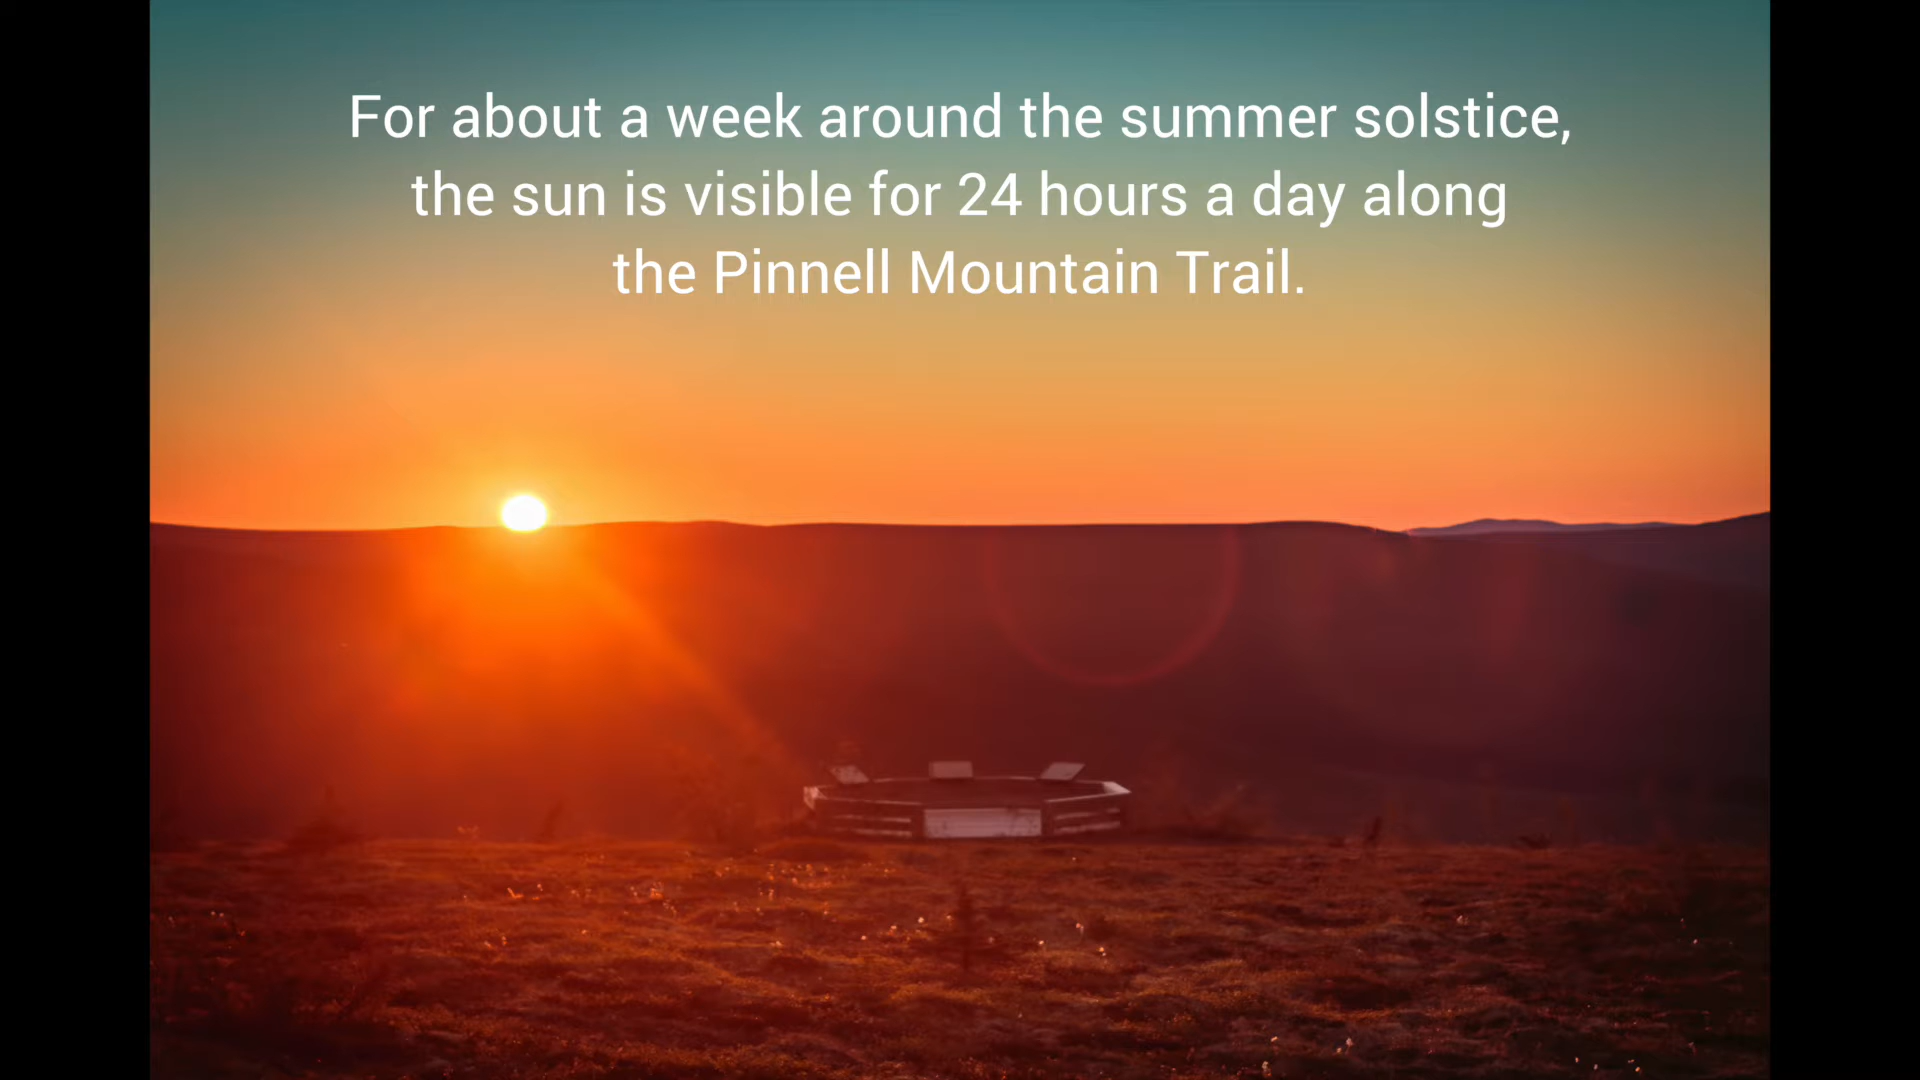 For about a week around the summer solstice,
the sun is visible for 24 hours a day along
the Pinnell Mountain Trail.